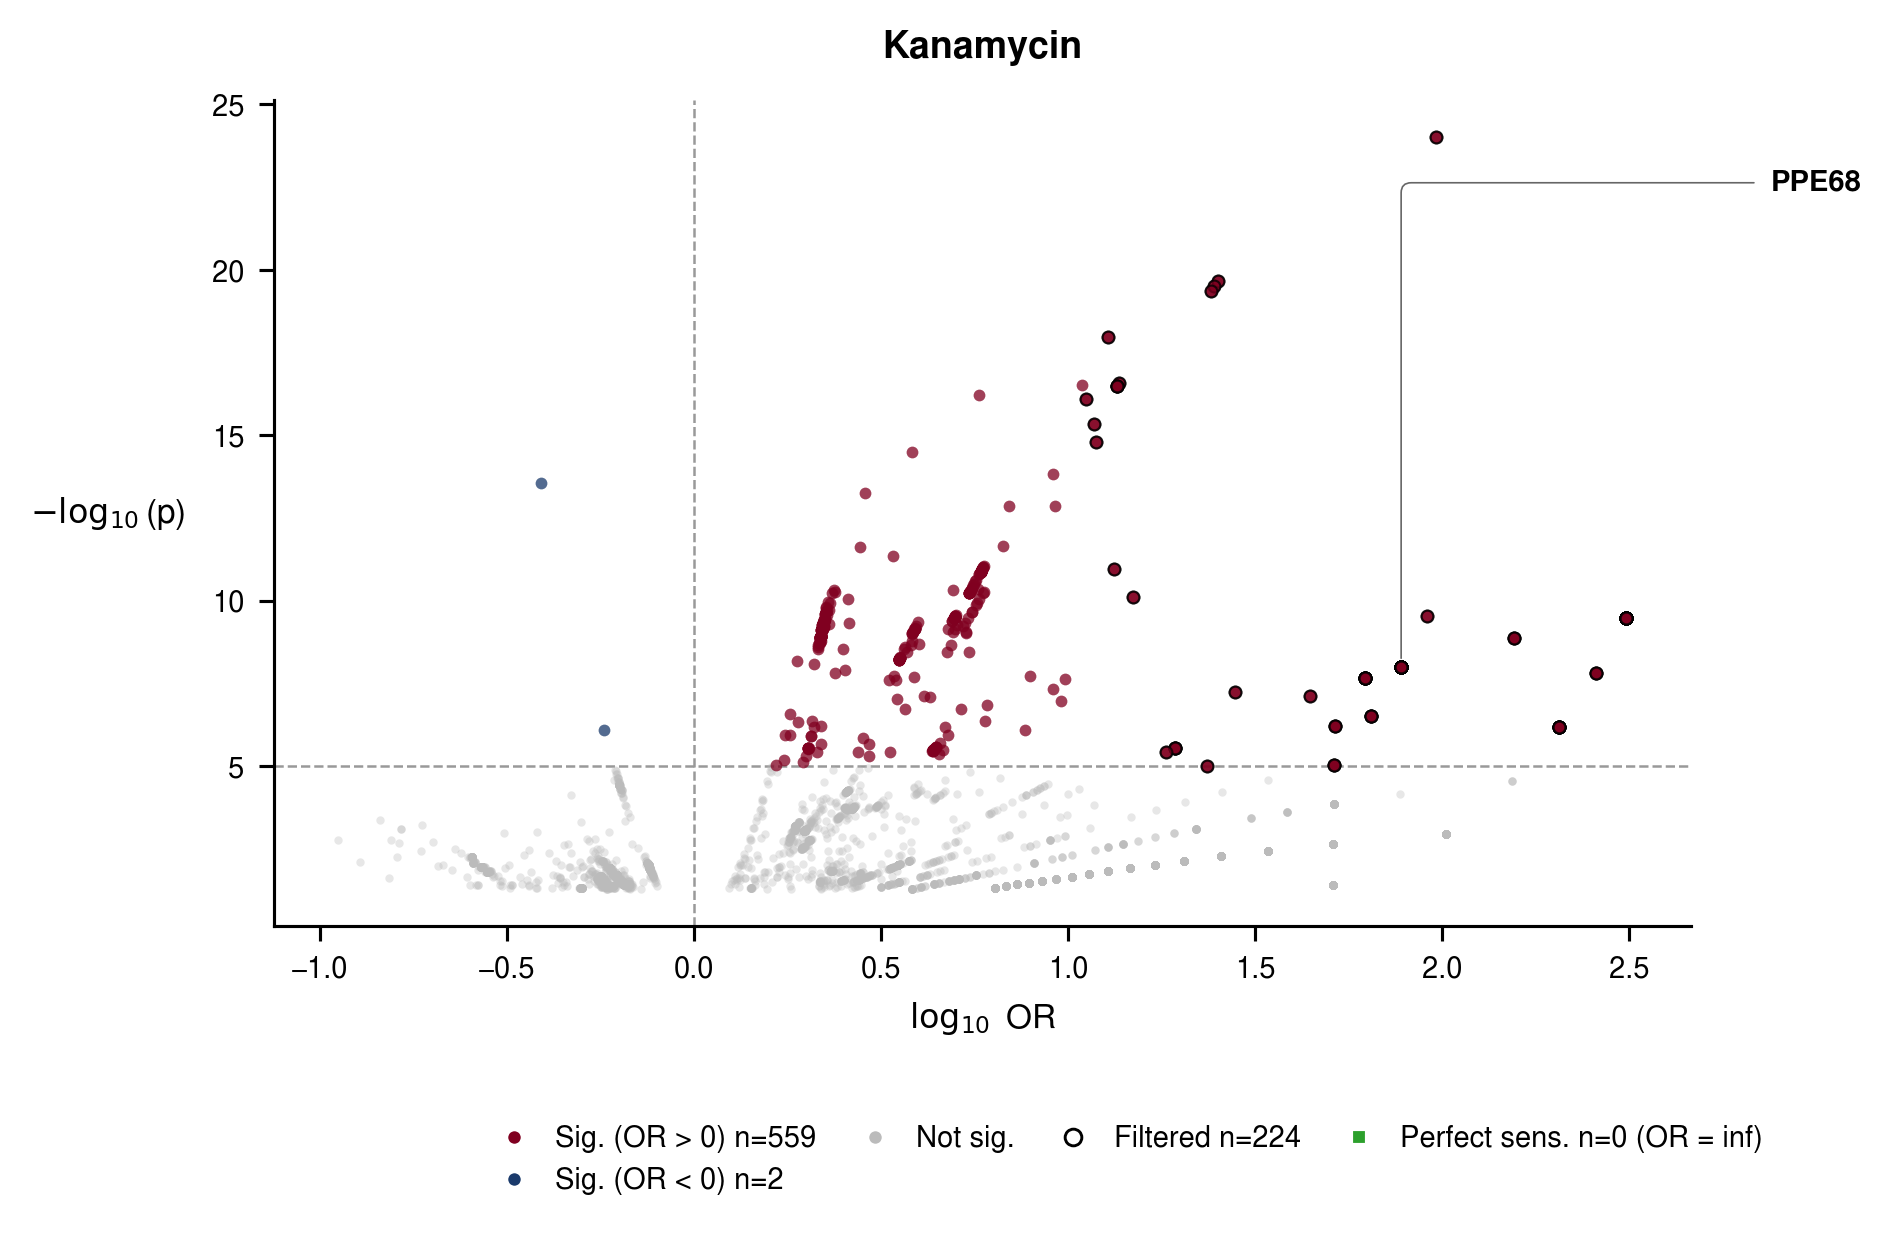 Kanamycin
25
PPE68
20
15
−log₁₀ (p)
10
5
−1.0 −0.5 0.0 0.5 1.0 1.5 2.0 2.5
log₁₀ OR
Sig. (OR > 0) n=559 Not sig. Filtered n=224 Perfect sens. n=0 (OR = inf)
Sig. (OR < 0) n=2